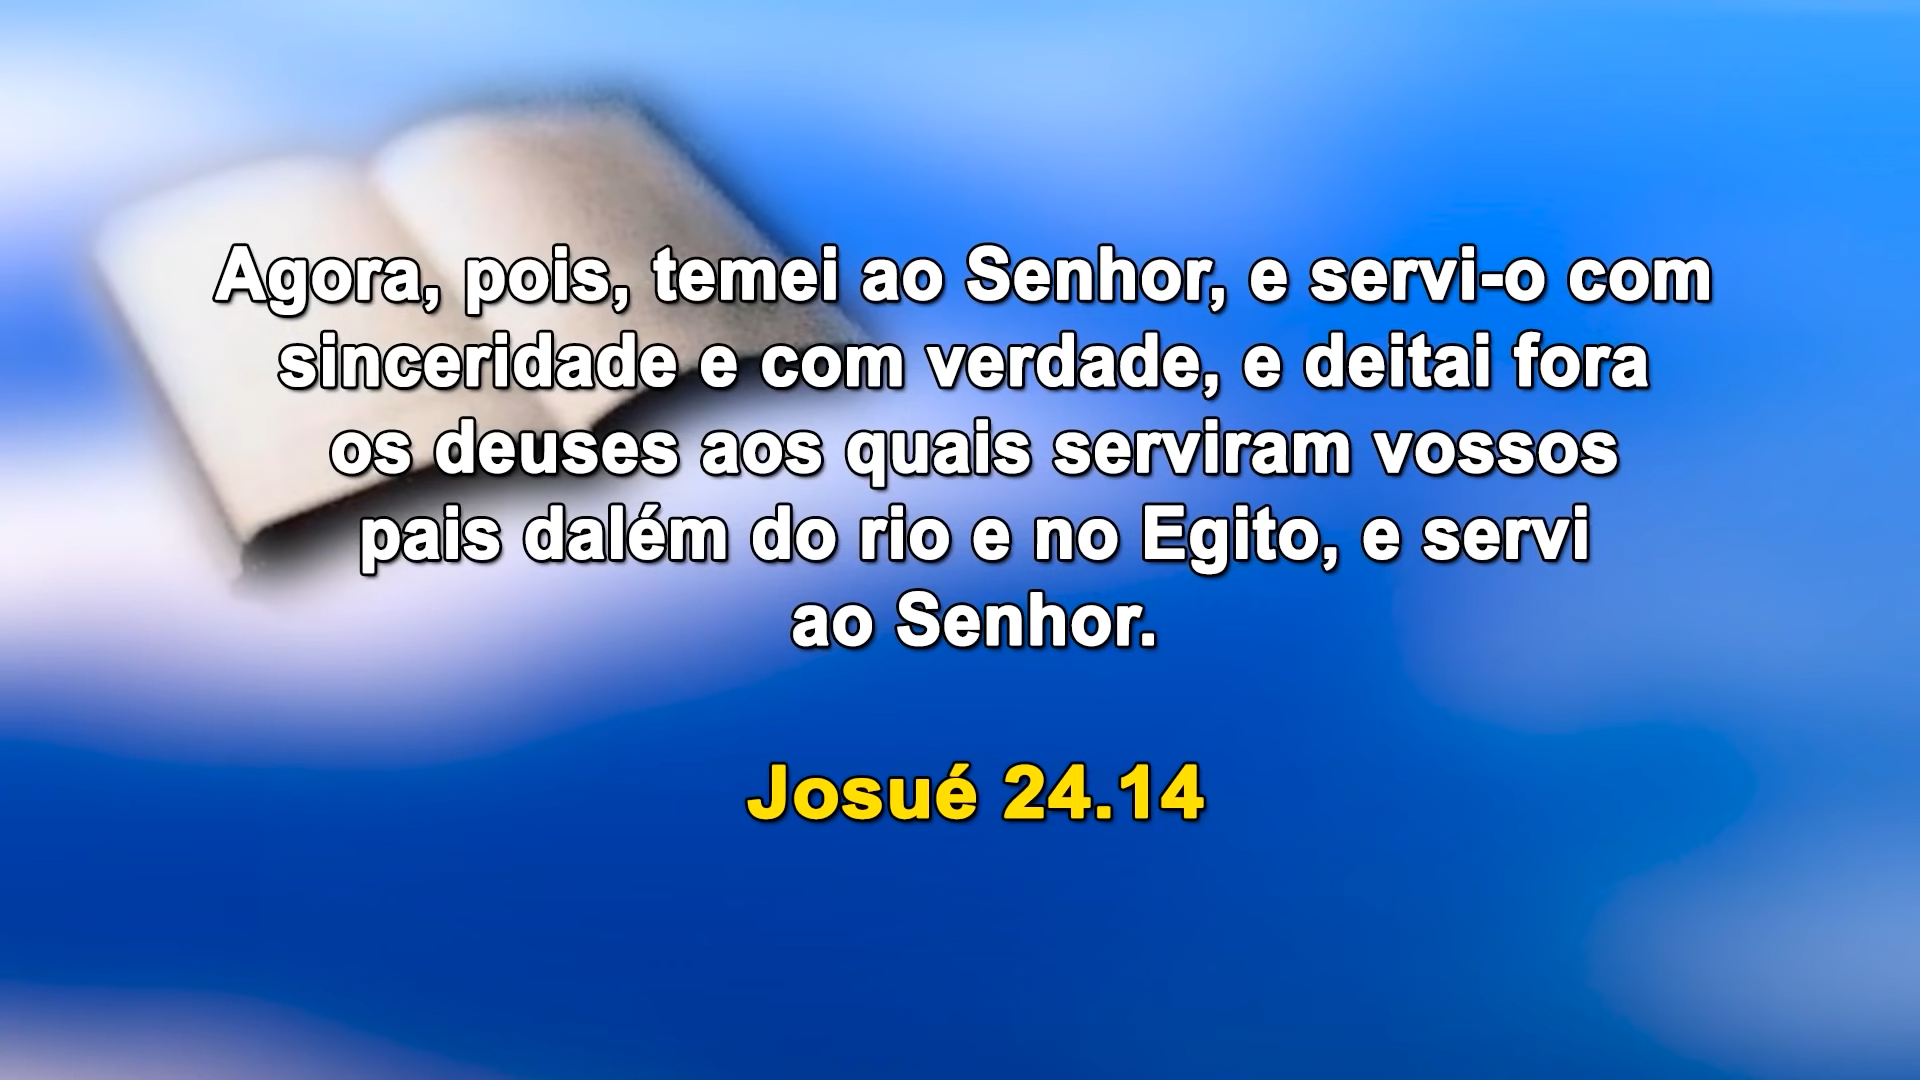 Agora, pois, temei ao Senhor, e servi-o com
sinceridade e com verdade, e deitai fora
os deuses aos quais serviram vossos
pais dalém do rio e no Egito, e servi
ao Senhor.
Josué 24.14